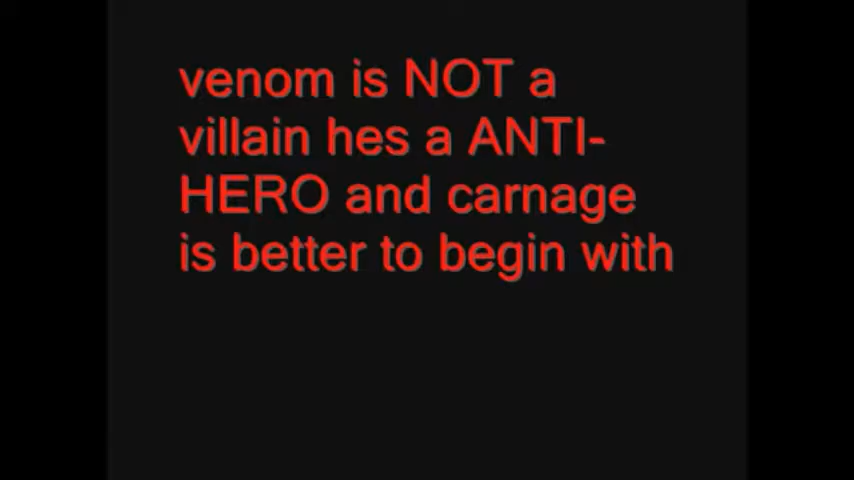 venom is NOT a
villain hes a ANTI-
HERO and carnage
is better to begin with